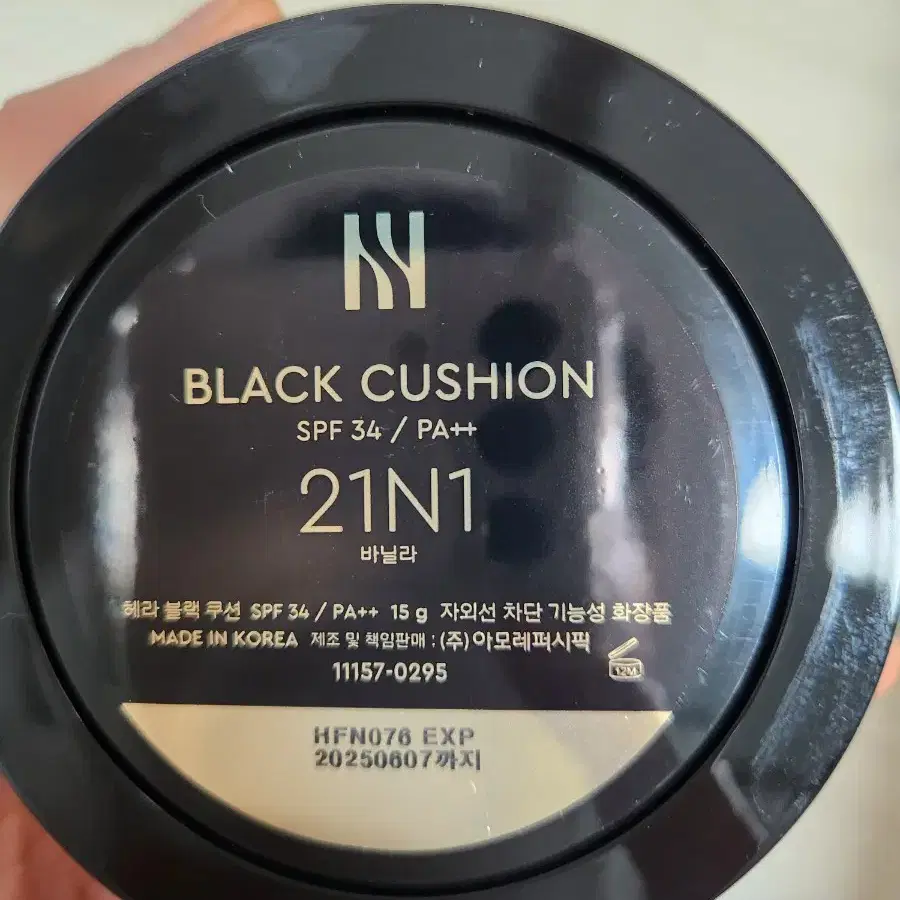 BLACK CUSHION
SPF 34 / PA++
21N1
바닐라
헤라 블랙 쿠션 SPF 34 / PA++ 15 g 자외선 차단 기능성 화장품
MADE IN KOREA 제조 및 책임판매 : (주)아모레퍼시픽
11157-0295
12M
HFN076 EXP
20250607까지